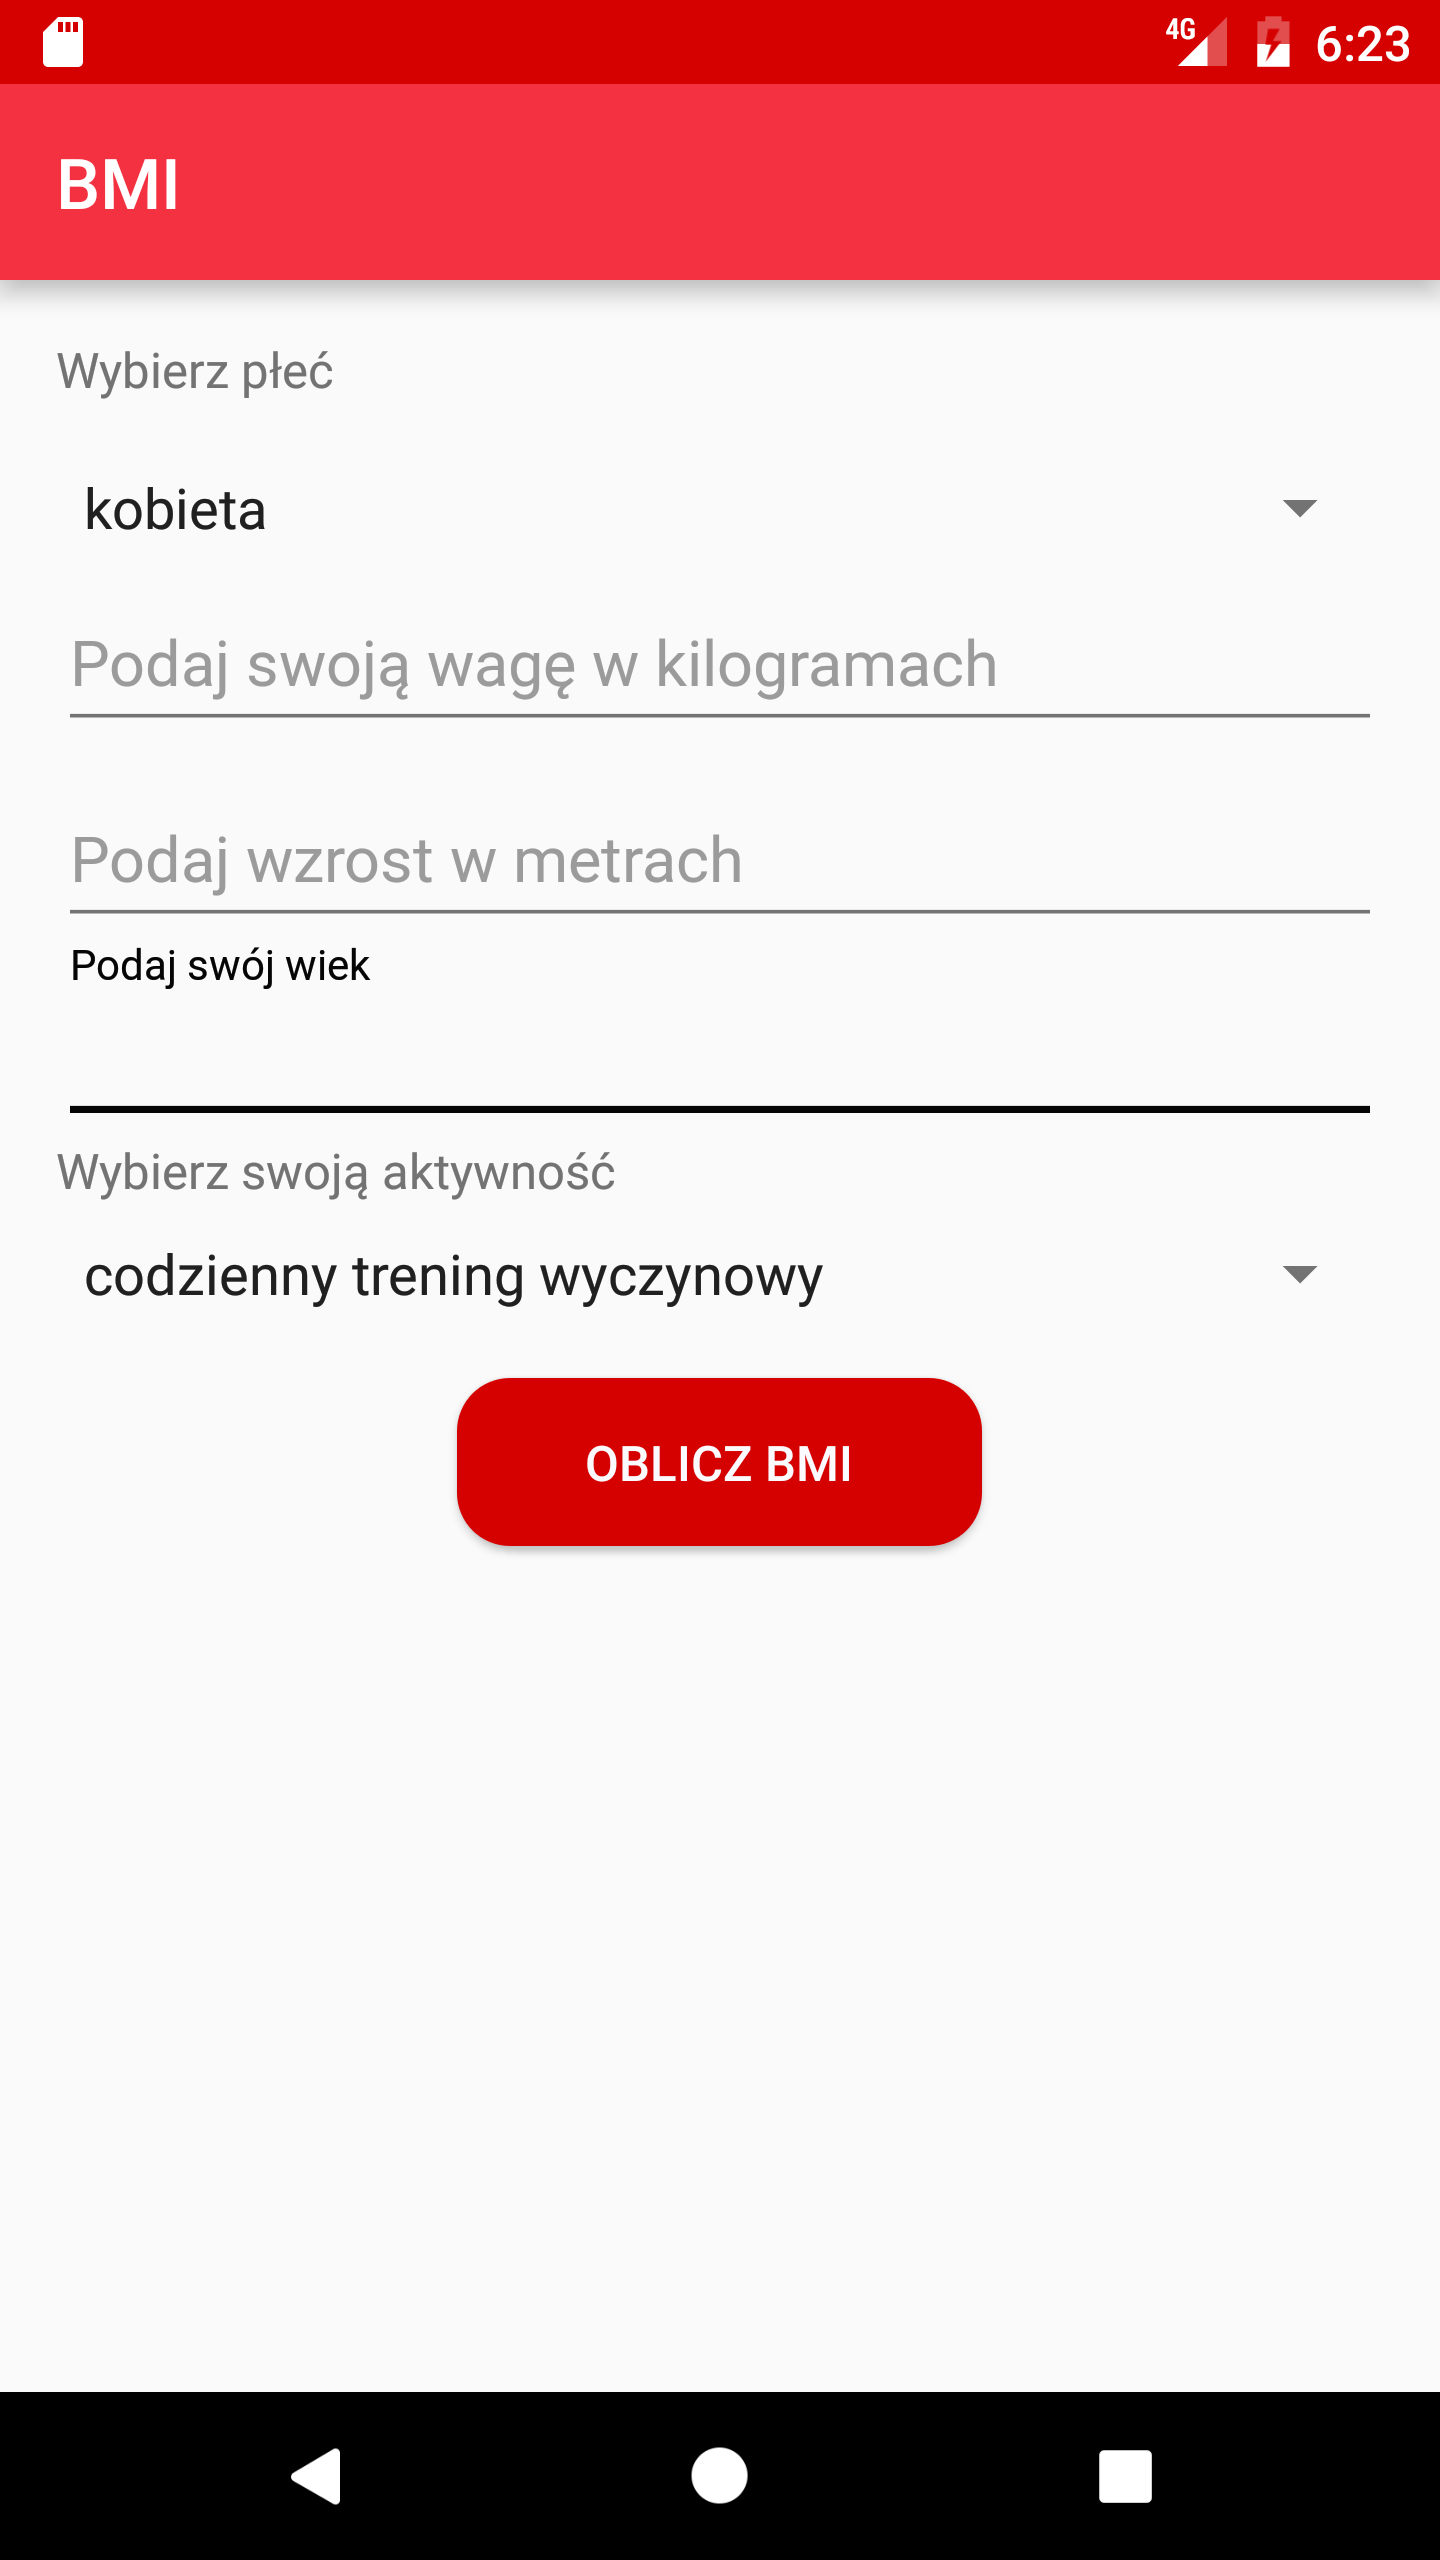 4G 6:23
BMI
Wybierz płeć
kobieta
Podaj swoją wagę w kilogramach
Podaj wzrost w metrach
Podaj swój wiek
Wybierz swoją aktywność
codzienny trening wyczynowy
OBLICZ BMI